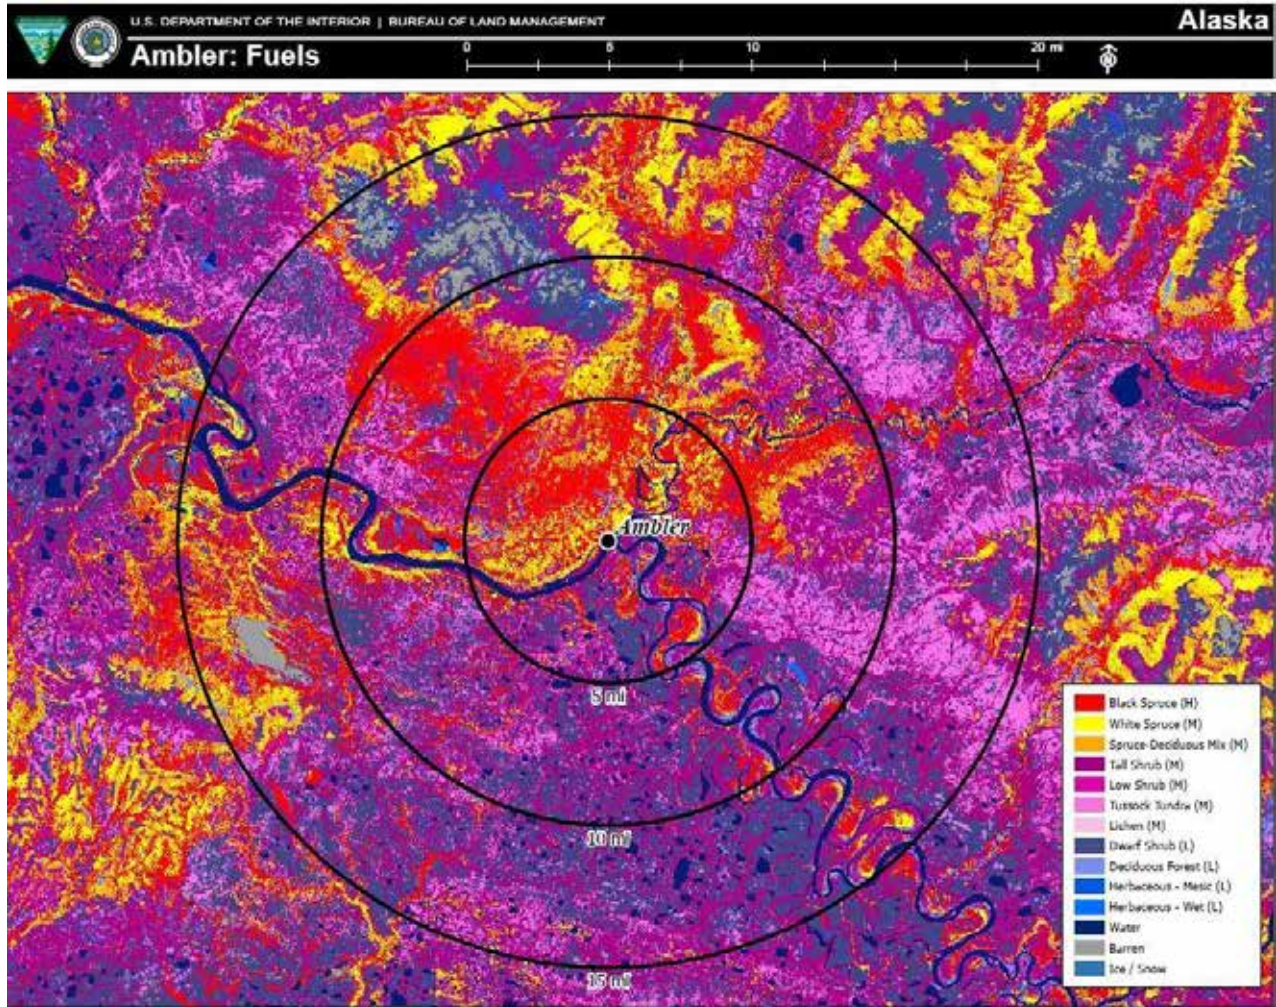 U.S. DEPARTMENT OF THE INTERIOR | BUREAU OF LAND MANAGEMENT
Alaska
Ambler: Fuels
0 5 10 20 mi
N
Ambler
5 mi
10 mi
15 mi
Black Spruce (H)
White Spruce (M)
Spruce-Deciduous Mix (M)
Tall Shrub (M)
Low Shrub (M)
Tussock Tundra (M)
Lichen (M)
Dwarf Shrub (L)
Deciduous Forest (L)
Herbaceous - Mesic (L)
Herbaceous - Wet (L)
Water
Barren
Ice / Snow